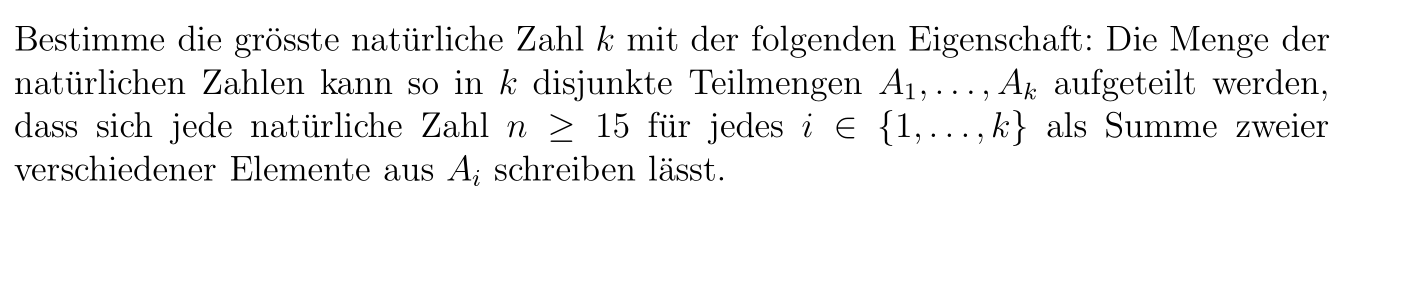 Bestimme die grösste natürliche Zahl k mit der folgenden Eigenschaft: Die Menge der
natürlichen Zahlen kann so in k disjunkte Teilmengen A₁, . . . , Aₖ aufgeteilt werden,
dass sich jede natürliche Zahl n ≥ 15 für jedes i ∈ {1, . . . , k} als Summe zweier
verschiedener Elemente aus Aᵢ schreiben lässt.